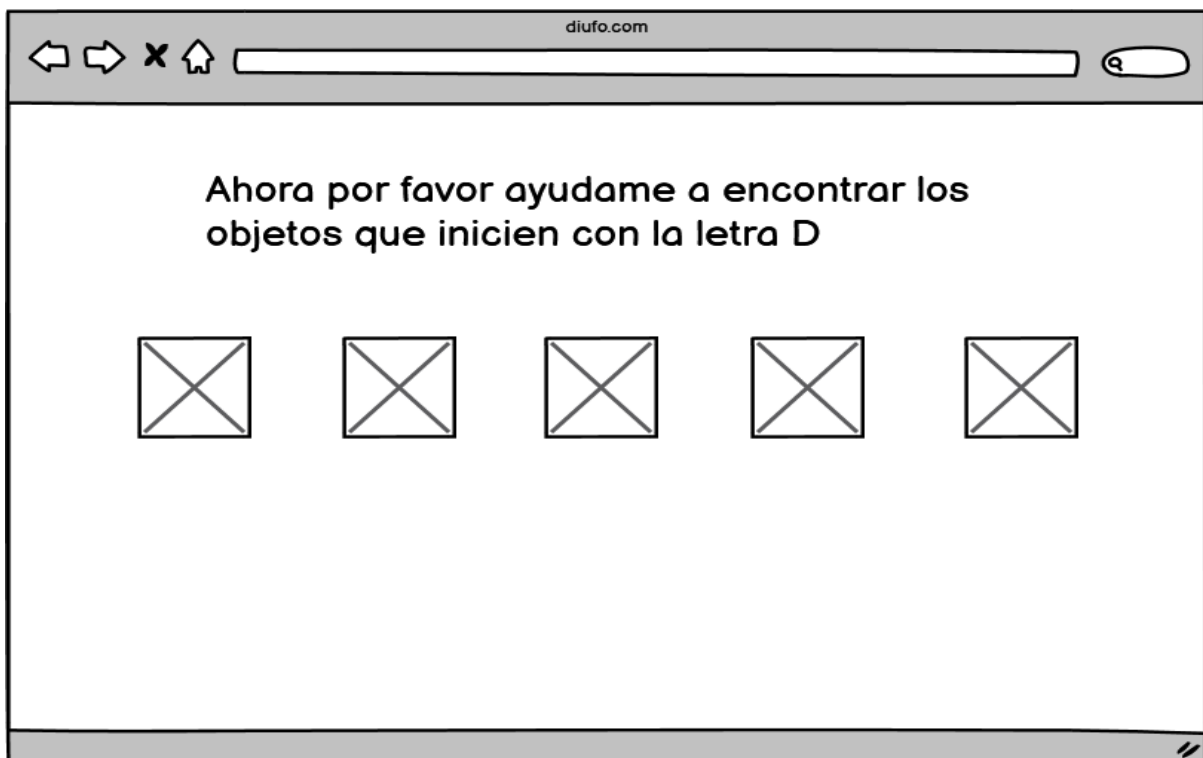 diufo.com
Ahora por favor ayudame a encontrar los
objetos que inicien con la letra D